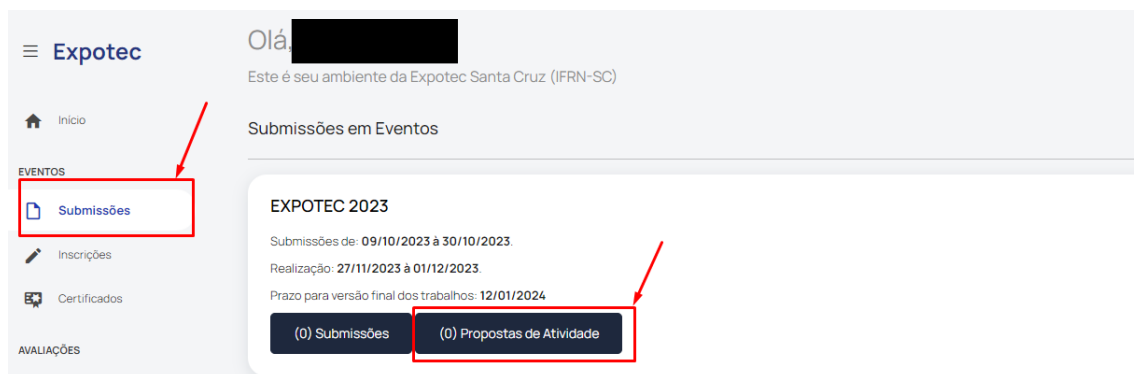 Expotec
Início
EVENTOS
Submissões
Inscrições
Certificados
AVALIAÇÕES
Olá,
Este é seu ambiente da Expotec Santa Cruz (IFRN-SC)
Submissões em Eventos
EXPOTEC 2023
Submissões de: 09/10/2023 à 30/10/2023.
Realização: 27/11/2023 à 01/12/2023.
Prazo para versão final dos trabalhos: 12/01/2024
(0) Submissões
(0) Propostas de Atividade